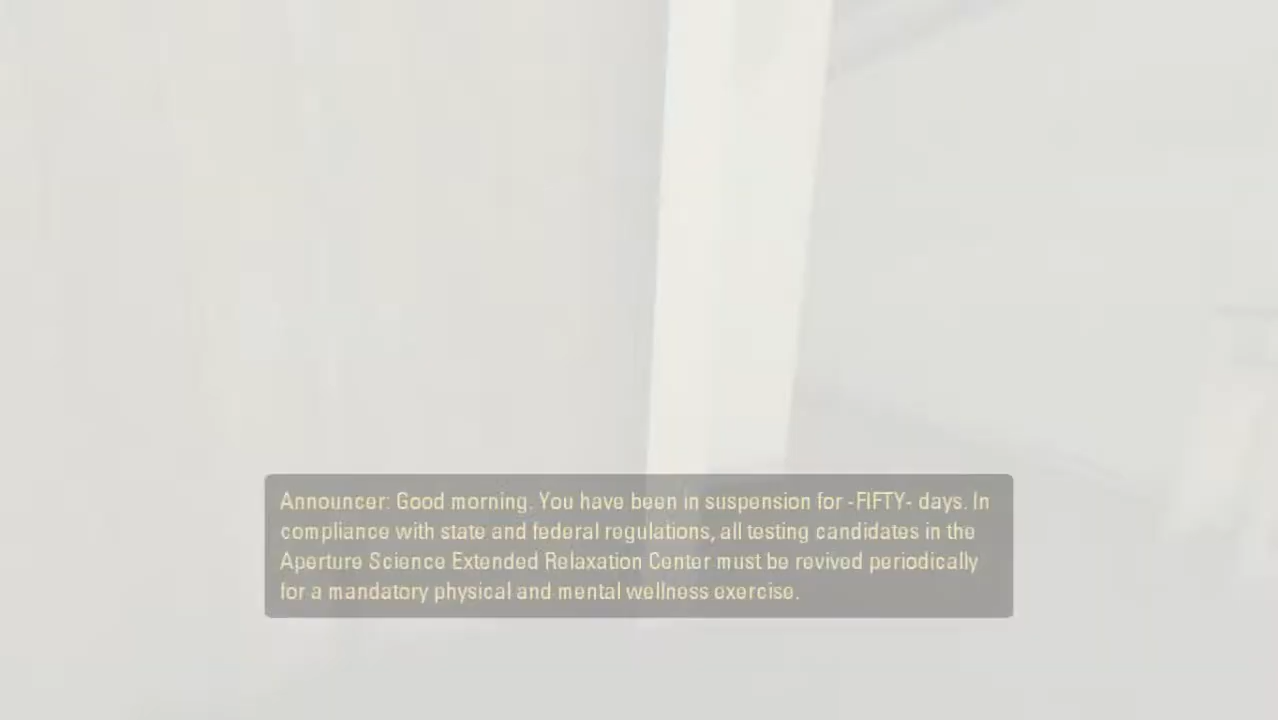 Announcer: Good morning. You have been in suspension for -FIFTY- days. In
compliance with state and federal regulations, all testing candidates in the
Aperture Science Extended Relaxation Center must be revived periodically
for a mandatory physical and mental wellness exercise.